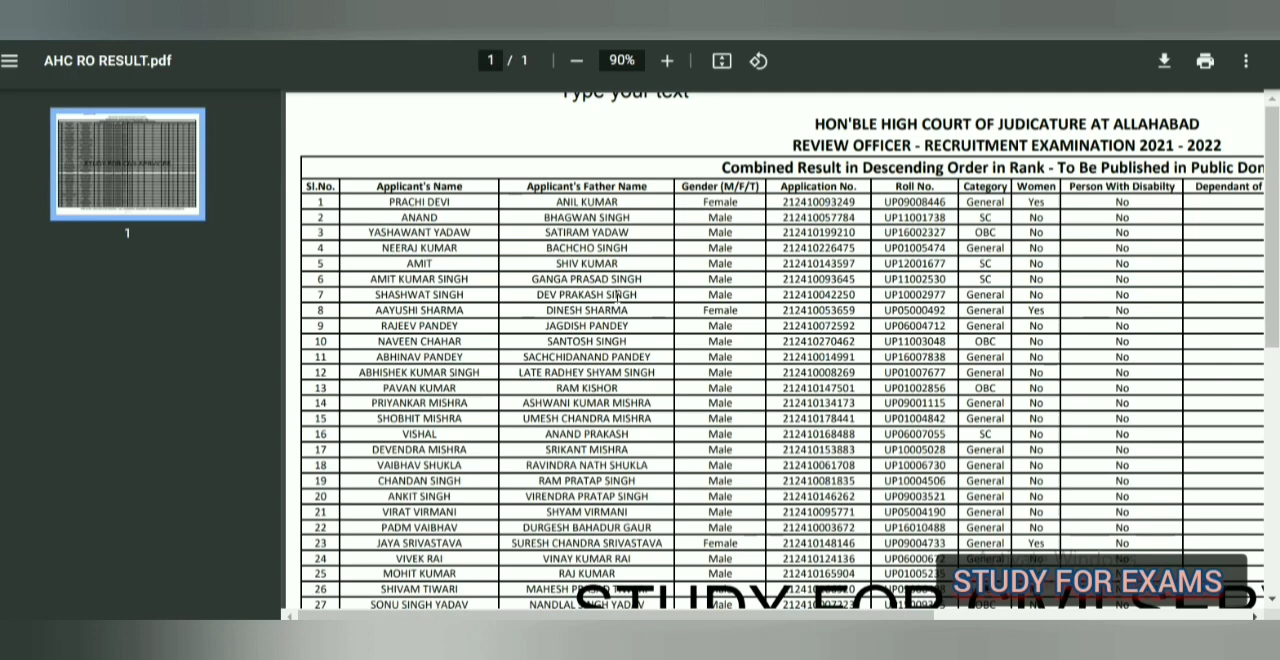 AHC RO RESULT.pdf
1 / 1
90%
1
Type your text
HON'BLE HIGH COURT OF JUDICATURE AT ALLAHABAD
REVIEW OFFICER - RECRUITMENT EXAMINATION 2021 - 2022
Combined Result in Descending Order in Rank - To Be Published in Public
Sl.No. Applicant's Name Applicant's Father Name Gender (M/F/T) Application No. Roll No. Category Women Person With Disabilty Dependant of
1 PRACHI DEVI ANIL KUMAR Female 212410093249 UP09008446 General Yes No
2 ANAND BHAGWAN SINGH Male 212410057784 UP11001738 SC No No
3 YASHAWANT YADAW SATIRAM YADAW Male 212410199210 UP16002327 OBC No No
4 NEERAJ KUMAR BACHCHO SINGH Male 212410226475 UP01005474 General No No
5 AMIT SHIV KUMAR Male 212410143597 UP12001677 SC No No
6 AMIT KUMAR SINGH GANGA PRASAD SINGH Male 212410093645 UP11002530 SC No No
7 SHASHWAT SINGH DEV PRAKASH SINGH Male 212410042250 UP10002977 General No No
8 AAYUSHI SHARMA DINESH SHARMA Female 212410053659 UP05000492 General Yes No
9 RAJEEV PANDEY JAGDISH PANDEY Male 212410072592 UP06004712 General No No
10 NAVEEN CHAHAR SANTOSH SINGH Male 212410270462 UP11003048 OBC No No
11 ABHINAV PANDEY SACHCHIDANAND PANDEY Male 212410014991 UP16007838 General No No
12 ABHISHEK KUMAR SINGH LATE RADHEY SHYAM SINGH Male 212410008269 UP01007677 General No No
13 PAVAN KUMAR RAM KISHOR Male 212410147501 UP01002856 OBC No No
14 PRIYANKAR MISHRA ASHWANI KUMAR MISHRA Male 212410134173 UP09001115 General No No
15 SHOBHIT MISHRA UMESH CHANDRA MISHRA Male 212410178441 UP01004842 General No No
16 VISHAL ANAND PRAKASH Male 212410168488 UP06007055 SC No No
17 DEVENDRA MISHRA SRIKANT MISHRA Male 212410153883 UP10005028 General No No
18 VAIBHAV SHUKLA RAVINDRA NATH SHUKLA Male 212410061708 UP10006730 General No No
19 CHANDAN SINGH RAM PRATAP SINGH Male 212410081835 UP10004506 General No No
20 ANKIT SINGH VIRENDRA PRATAP SINGH Male 212410146262 UP09003521 General No No
21 VIRAT VIRMANI SHYAM VIRMANI Male 212410095771 UP05004190 General No No
22 PADM VAIBHAV DURGESH BAHADUR GAUR Male 212410003672 UP16010488 General No No
23 JAYA SRIVASTAVA SURESH CHANDRA SRIVASTAVA Female 212410148146 UP09004733 General Yes No
24 VIVEK RAI VINAY KUMAR RAI Male 212410124136
25 MOHIT KUMAR RAJ KUMAR Male 212410165904 UP01005235
26 SHIVAM TIWARI MAHESH Male
27 SONU SINGH YADAV NANDLAL SINGH YADAV Male
STUDY FOR EXAMS
STUDY FOR